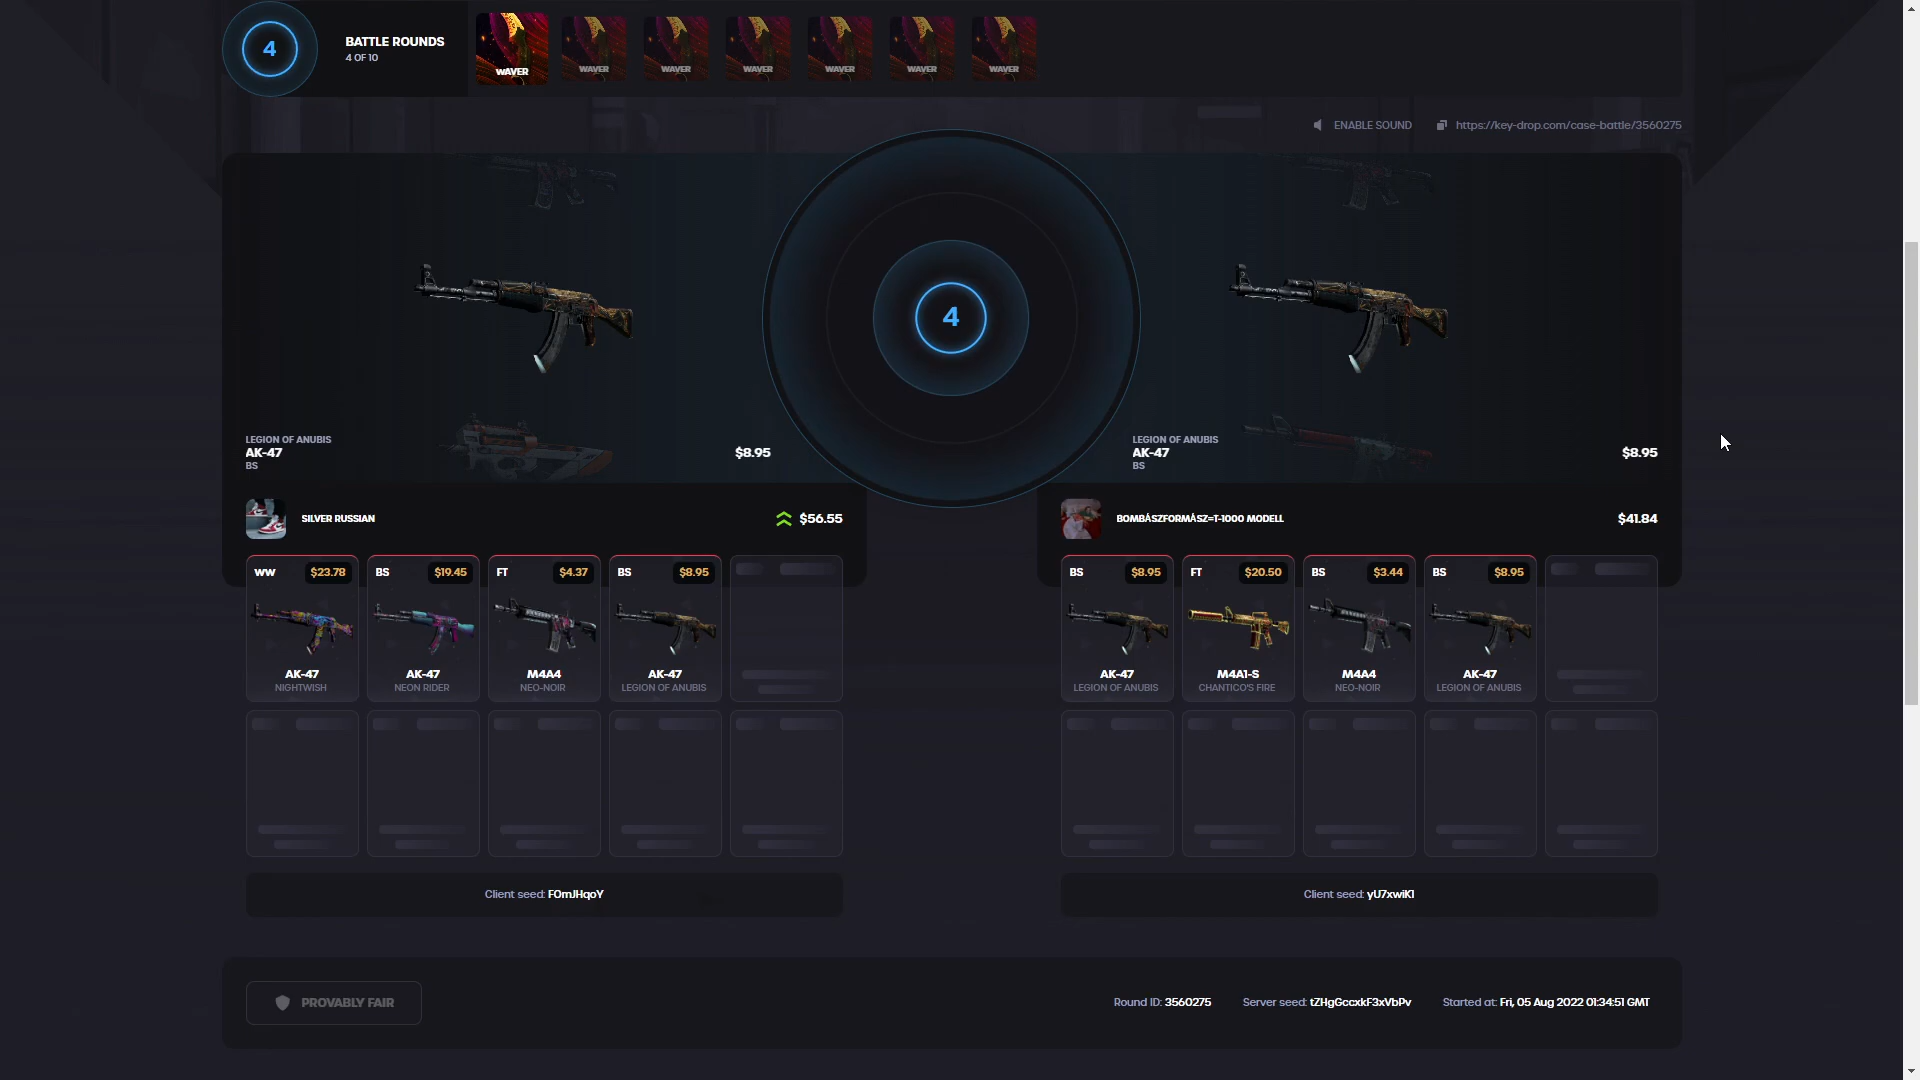 4
BATTLE ROUNDS
4 OF 10
WAVER
WAVER
WAVER
WAVER
WAVER
WAVER
WAVER
ENABLE SOUND
https://key-drop.com/case-battle/3560275
4
LEGION OF ANUBIS
AK-47
BS
$8.95
LEGION OF ANUBIS
AK-47
BS
$8.95
SILVER RUSSIAN
$56.55
BOMBÁSZFORMÁSZ=T-1000 MODELL
$41.84
WW $23.78
AK-47
NIGHTWISH
BS $19.45
AK-47
NEON RIDER
FT $4.37
M4A4
NEO-NOIR
BS $8.95
AK-47
LEGION OF ANUBIS
BS $8.95
AK-47
LEGION OF ANUBIS
FT $20.50
M4A1-S
CHANTICO'S FIRE
BS $3.44
M4A4
NEO-NOIR
BS $8.95
AK-47
LEGION OF ANUBIS
Client seed: FOmJHqoY
Client seed: yU7xwiK1
PROVABLY FAIR
Round ID: 3560275
Server seed: tZHgGccxkF3xVbPv
Started at: Fri, 05 Aug 2022 01:34:51 GMT